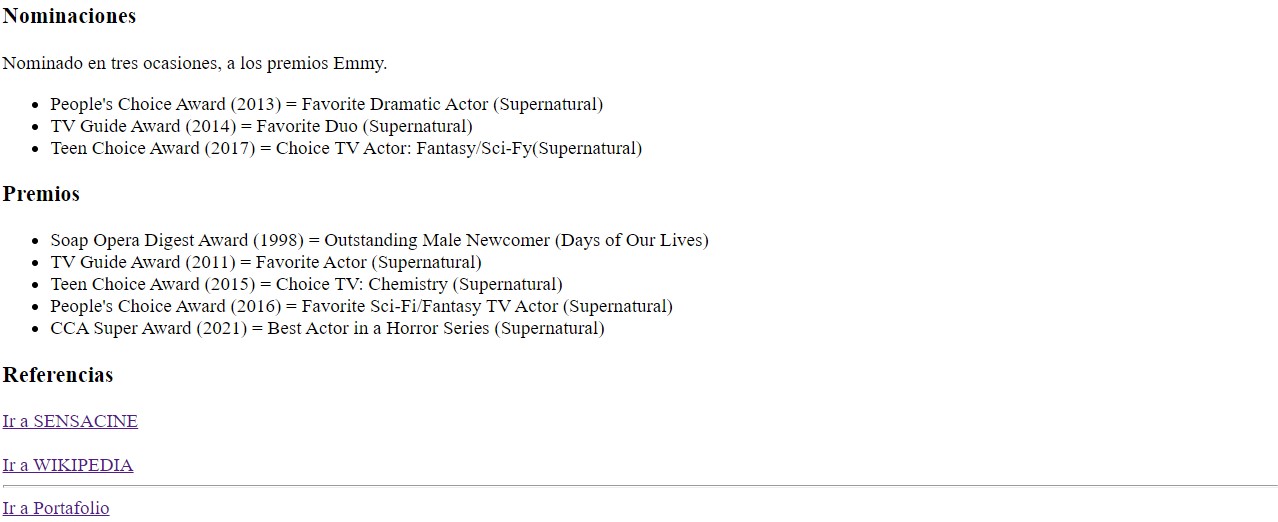 Nominaciones
Nominado en tres ocasiones, a los premios Emmy.
• People's Choice Award (2013) = Favorite Dramatic Actor (Supernatural)
• TV Guide Award (2014) = Favorite Duo (Supernatural)
• Teen Choice Award (2017) = Choice TV Actor: Fantasy/Sci-Fy(Supernatural)
Premios
• Soap Opera Digest Award (1998) = Outstanding Male Newcomer (Days of Our Lives)
• TV Guide Award (2011) = Favorite Actor (Supernatural)
• Teen Choice Award (2015) = Choice TV: Chemistry (Supernatural)
• People's Choice Award (2016) = Favorite Sci-Fi/Fantasy TV Actor (Supernatural)
• CCA Super Award (2021) = Best Actor in a Horror Series (Supernatural)
Referencias
Ir a SENSACINE
Ir a WIKIPEDIA
Ir a Portafolio